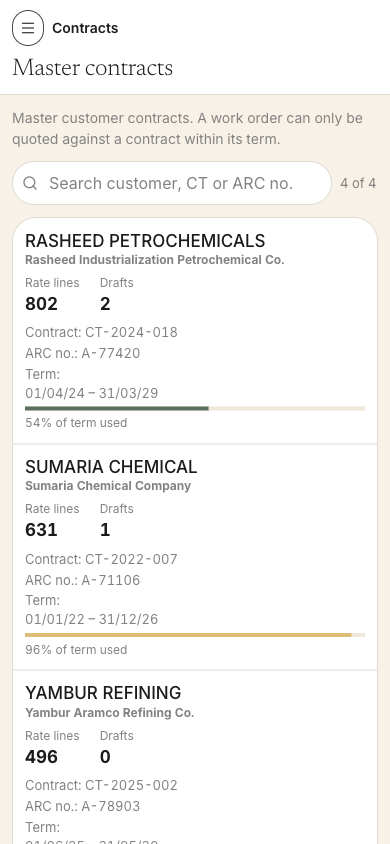 Contracts
Master contracts
Master customer contracts. A work order can only be
quoted against a contract within its term.
Search customer, CT or ARC no.
4 of 4
RASHEED PETROCHEMICALS
Rasheed Industrialization Petrochemical Co.
Rate lines Drafts
802 2
Contract: CT-2024-018
ARC no.: A-77420
Term:
01/04/24 – 31/03/29
54% of term used
SUMARIA CHEMICAL
Sumaria Chemical Company
Rate lines Drafts
631 1
Contract: CT-2022-007
ARC no.: A-71106
Term:
01/01/22 – 31/12/26
96% of term used
YAMBUR REFINING
Yambur Aramco Refining Co.
Rate lines Drafts
496 0
Contract: CT-2025-002
ARC no.: A-78903
Term: